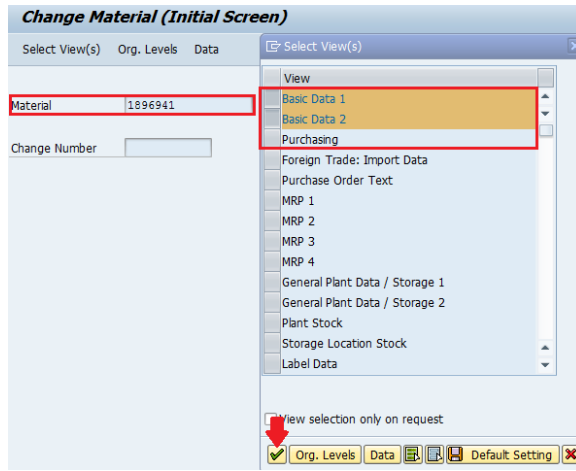 Change Material (Initial Screen)
Select View(s) Org. Levels Data
Material 1896941
Change Number
Select View(s)
View
Basic Data 1
Basic Data 2
Purchasing
Foreign Trade: Import Data
Purchase Order Text
MRP 1
MRP 2
MRP 3
MRP 4
General Plant Data / Storage 1
General Plant Data / Storage 2
Plant Stock
Storage Location Stock
Label Data
View selection only on request
Org. Levels Data Default Setting